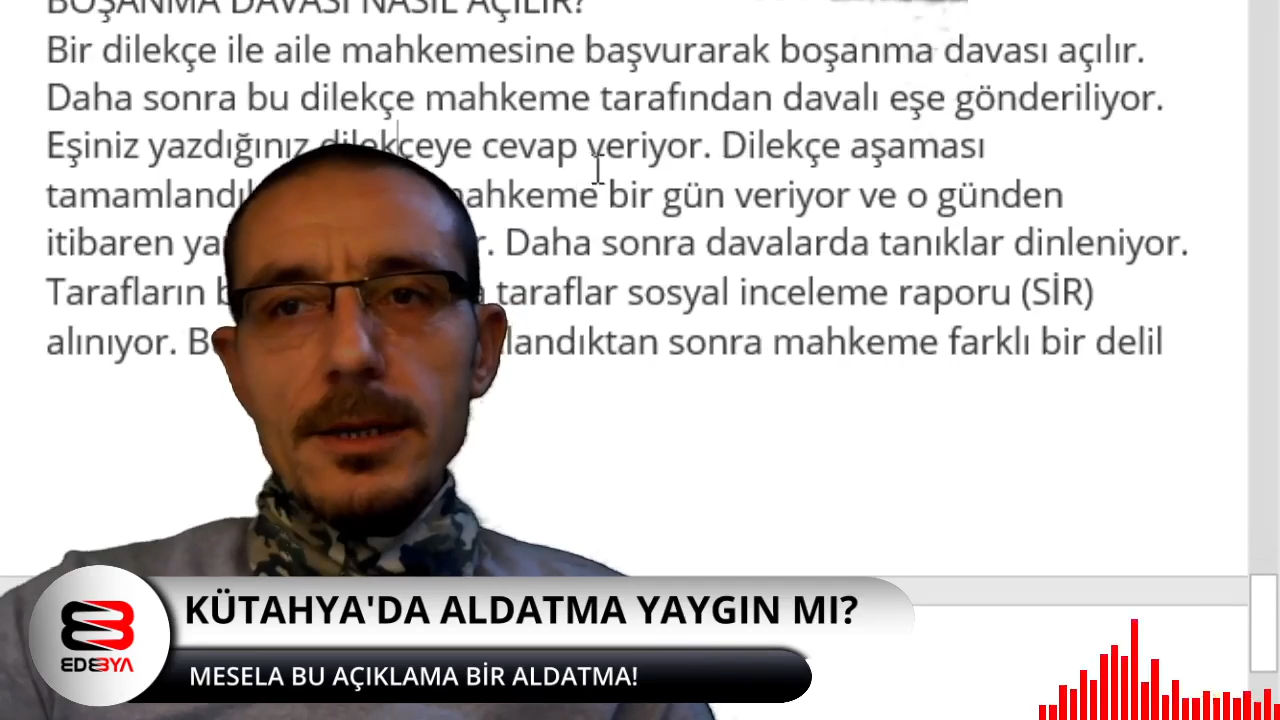 BOŞANMA DAVASI NASIL AÇILIR?
Bir dilekçe ile aile mahkemesine başvurarak boşanma davası açılır.
Daha sonra bu dilekçe mahkeme tarafından davalı eşe gönderiliyor.
Eşiniz yazdığınız dilekçeye cevap veriyor. Dilekçe aşaması
mahkeme bir gün veriyor ve o günden
itibaren Daha sonra davalarda tanıklar dinleniyor.
Tarafların taraflar sosyal inceleme raporu (SİR)
alınıyor. sonra mahkeme farklı bir delil
KÜTAHYA'DA ALDATMA YAYGIN MI?
MESELA BU AÇIKLAMA BİR ALDATMA!
EDEBYA